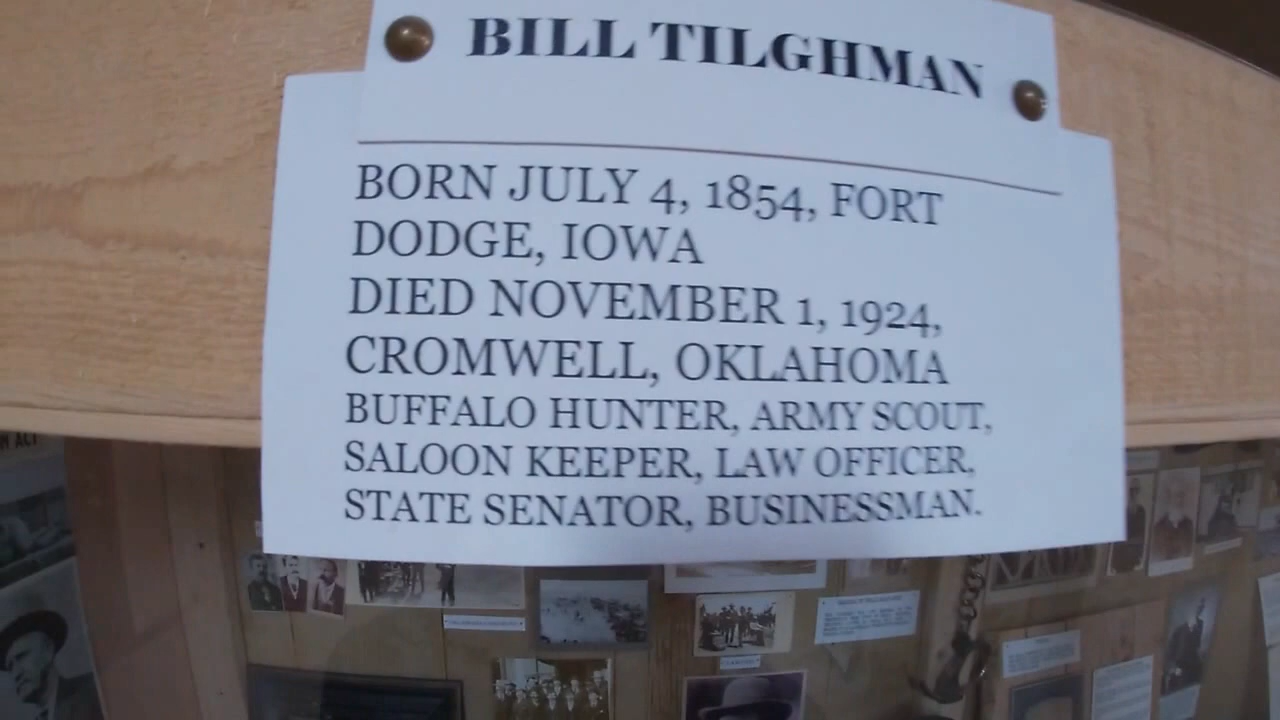 BILL TILGHMAN
BORN JULY 4, 1854, FORT
DODGE, IOWA
DIED NOVEMBER 1, 1924,
CROMWELL, OKLAHOMA
BUFFALO HUNTER, ARMY SCOUT,
SALOON KEEPER, LAW OFFICER,
STATE SENATOR, BUSINESSMAN.